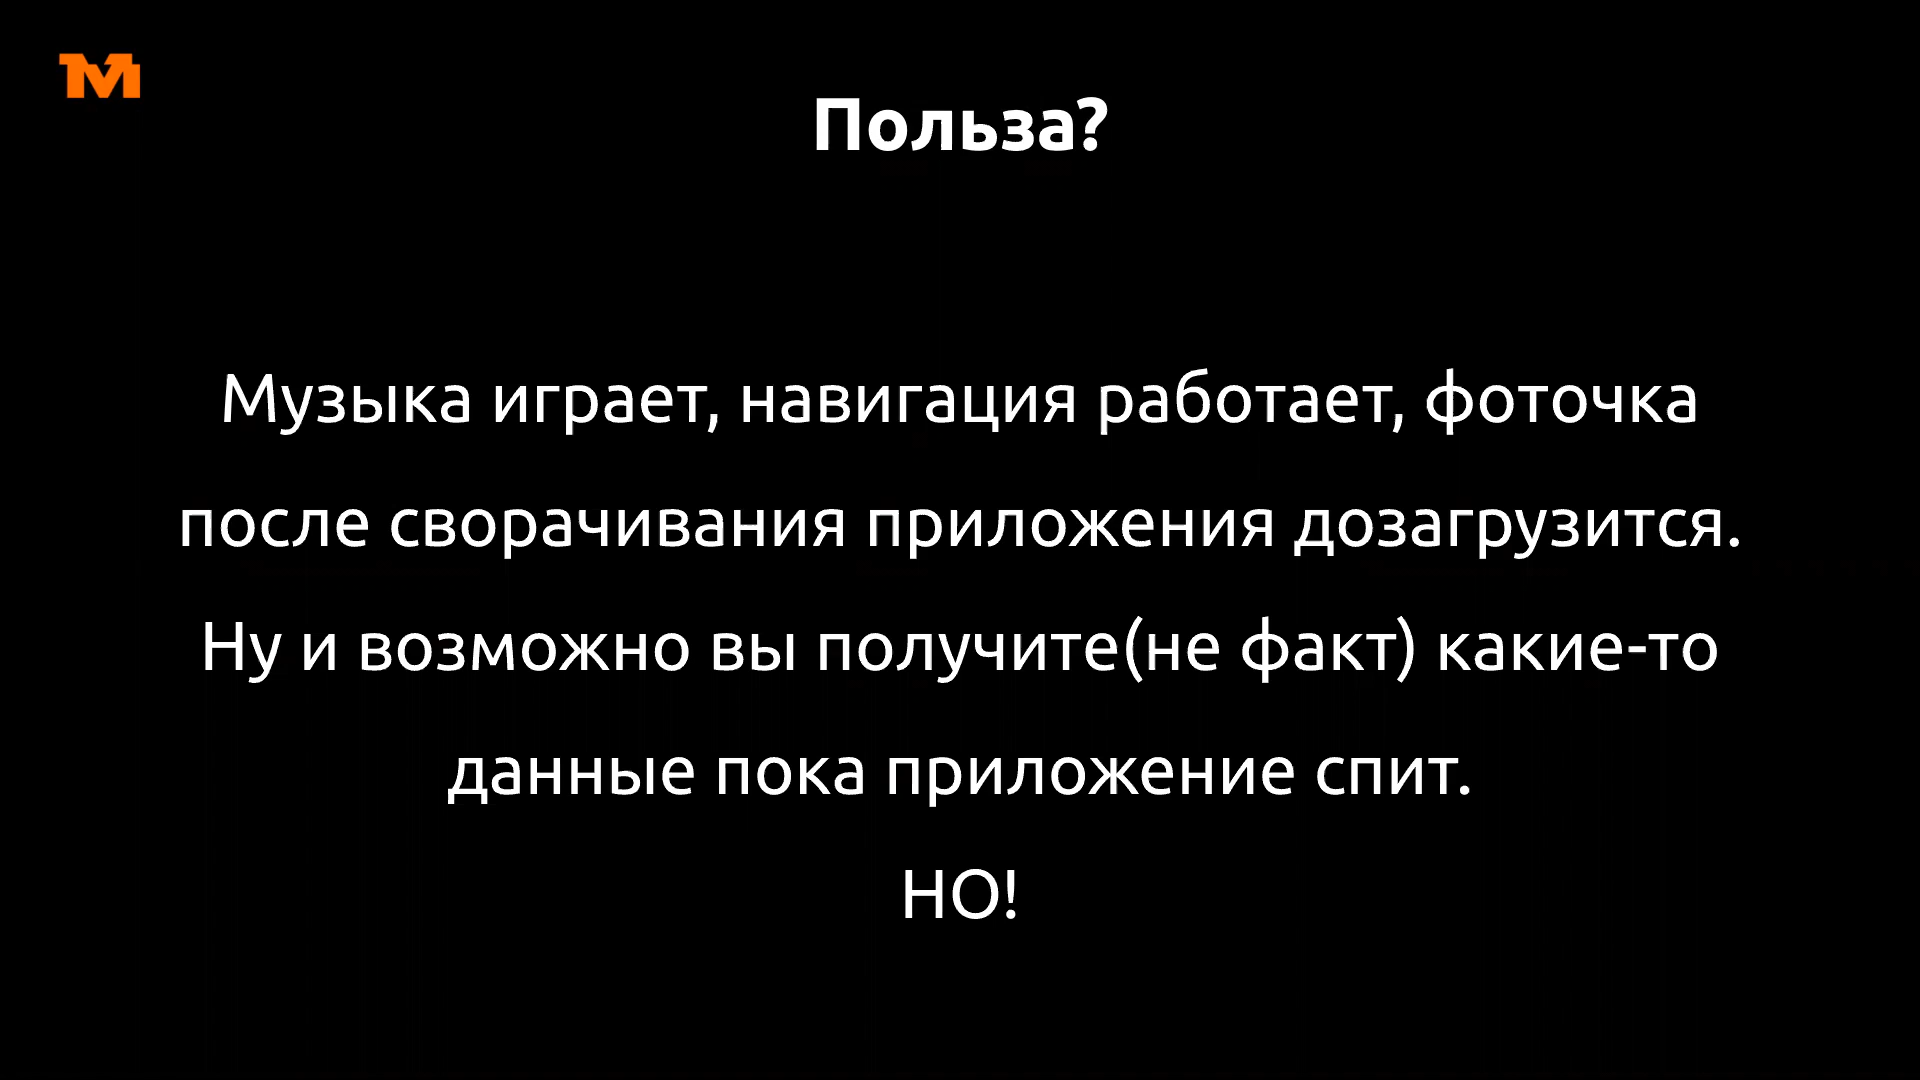 Польза?
Музыка играет, навигация работает, фоточка
после сворачивания приложения дозагрузится.
Ну и возможно вы получите(не факт) какие-то
данные пока приложение спит.
НО!